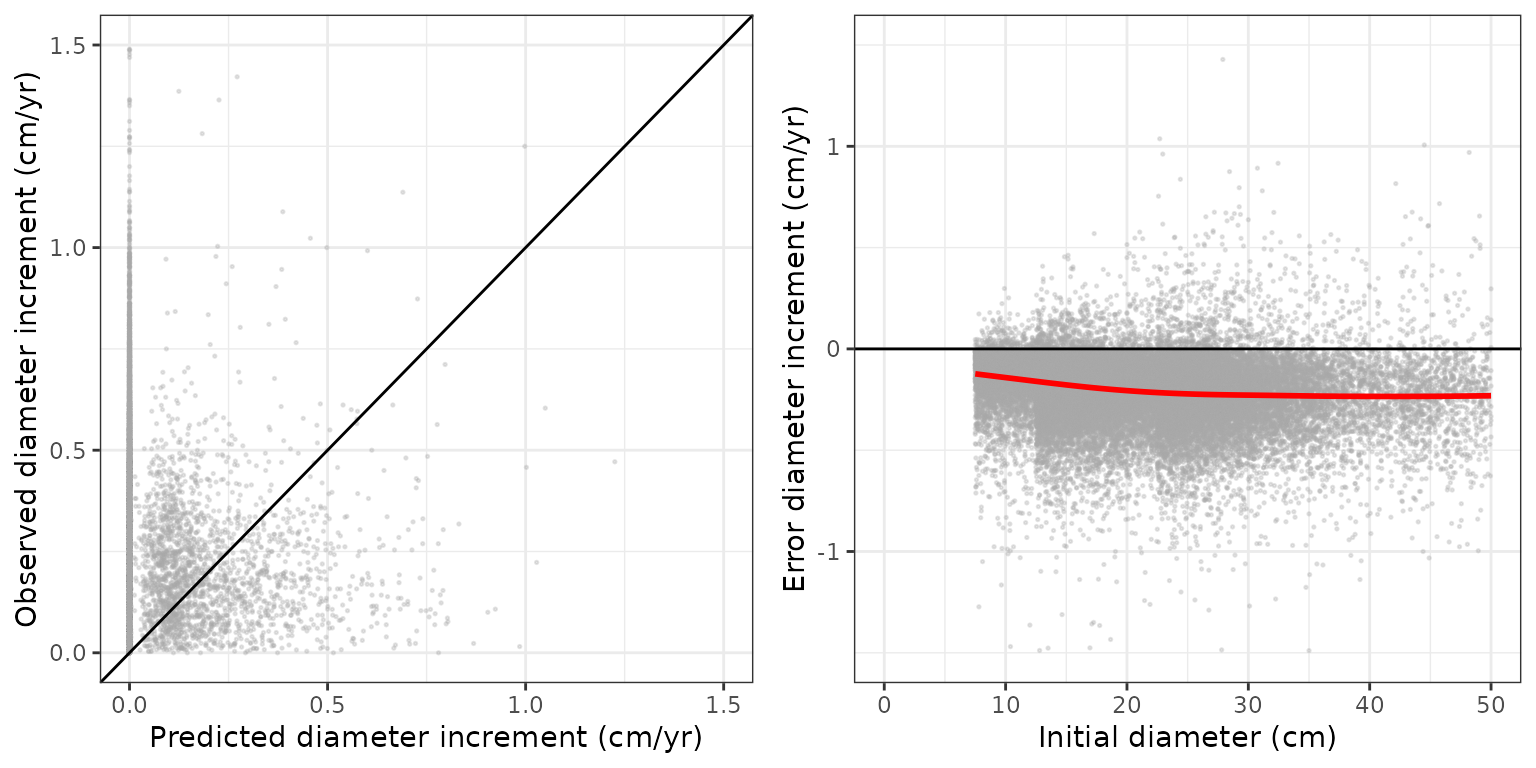 Observed diameter increment (cm/yr)
1.5
1.0
0.5
0.0
0.0 0.5 1.0 1.5
Predicted diameter increment (cm/yr)
Error diameter increment (cm/yr)
1
0
-1
0 10 20 30 40 50
Initial diameter (cm)